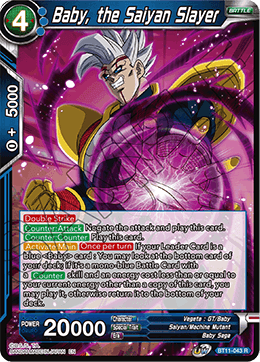 4
Baby, the Saiyan Slayer
BATTLE
+ 5000
Double Strike
Counter:Attack Negate the attack and play this card.
Counter:Counter Play this card.
Activate Main Once per turn If your Leader Card is a
blue <Baby> card : You may look at the bottom card of
your deck; if it's a mono-blue Battle Card with
a Counter skill and an energy cost less than or equal to
your current energy other than a copy of this card, you
may play it, otherwise return it to the bottom of your
deck.
POWER
20000
Character
Vegeta : GT/Baby
Special Trait
Saiyan/Machine Mutant
Era
Baby Saga
BT11-043 R